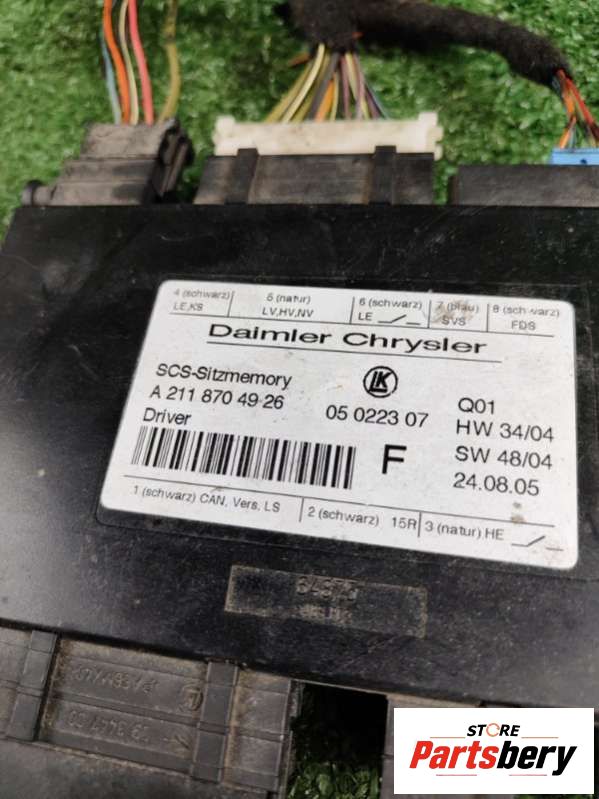 4 (schwarz) 5 (natur) 6 (schwarz) 7 (blau) 8 (schwarz)
LE,KS LV,HV,NV LE SVS FDS
Daimler Chrysler
SCS-Sitzmemory LK
A 211 870 49-26 05 0223 07 Q01
Driver HW 34/04
F SW 48/04
24.08.05
1 (schwarz) CAN, Vers, LS 2 (schwarz) 15R 3 (natur) HE
STORE
Partsbery